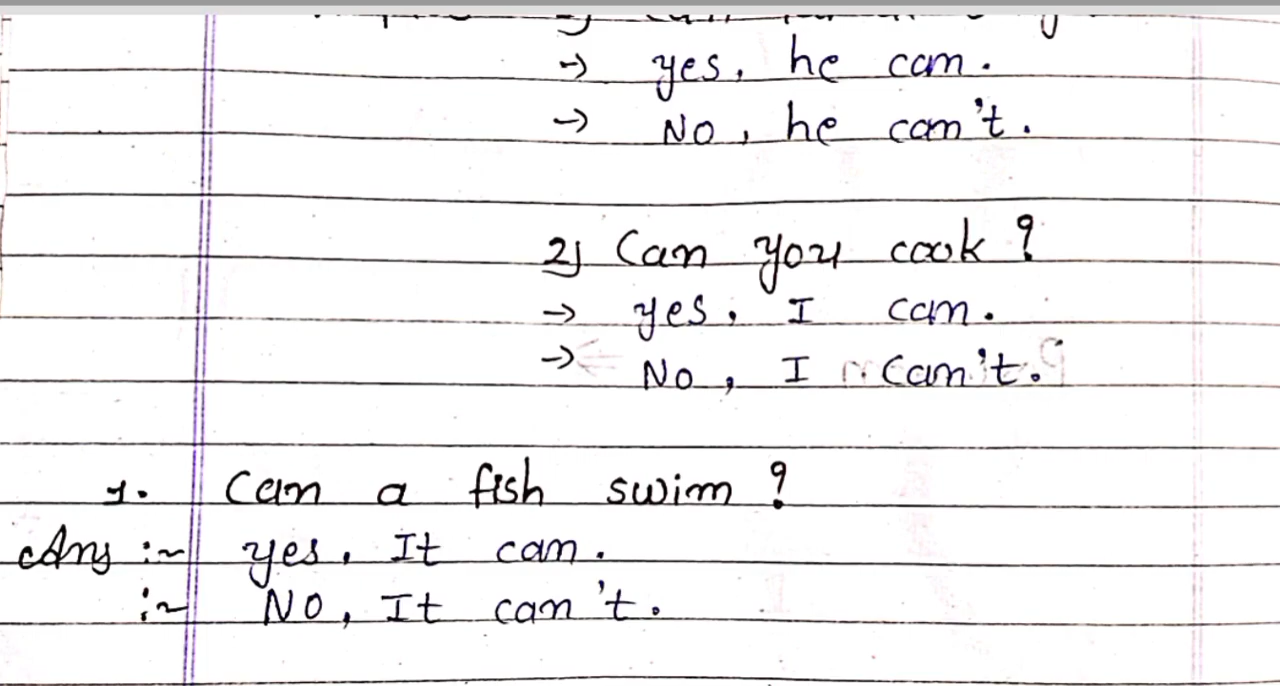 → yes, he can.
→ No, he can't.
2) Can you cook?
→ yes, I can.
→ No, I can't.
1. Can a fish swim?
Ans :~ yes, It can.
:~ NO, It can't.